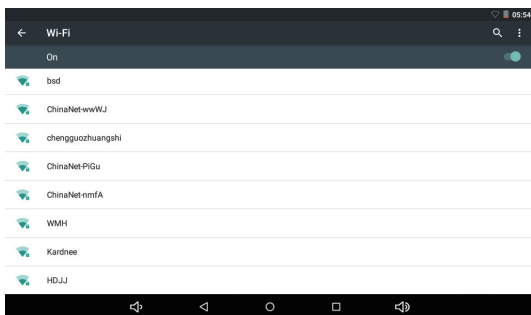 05:54
Wi-Fi
On
bsd
ChinaNet-wwWJ
chengguozhuangshi
ChinaNet-PiGu
ChinaNet-nmfA
WMH
Kardnee
HDJJ